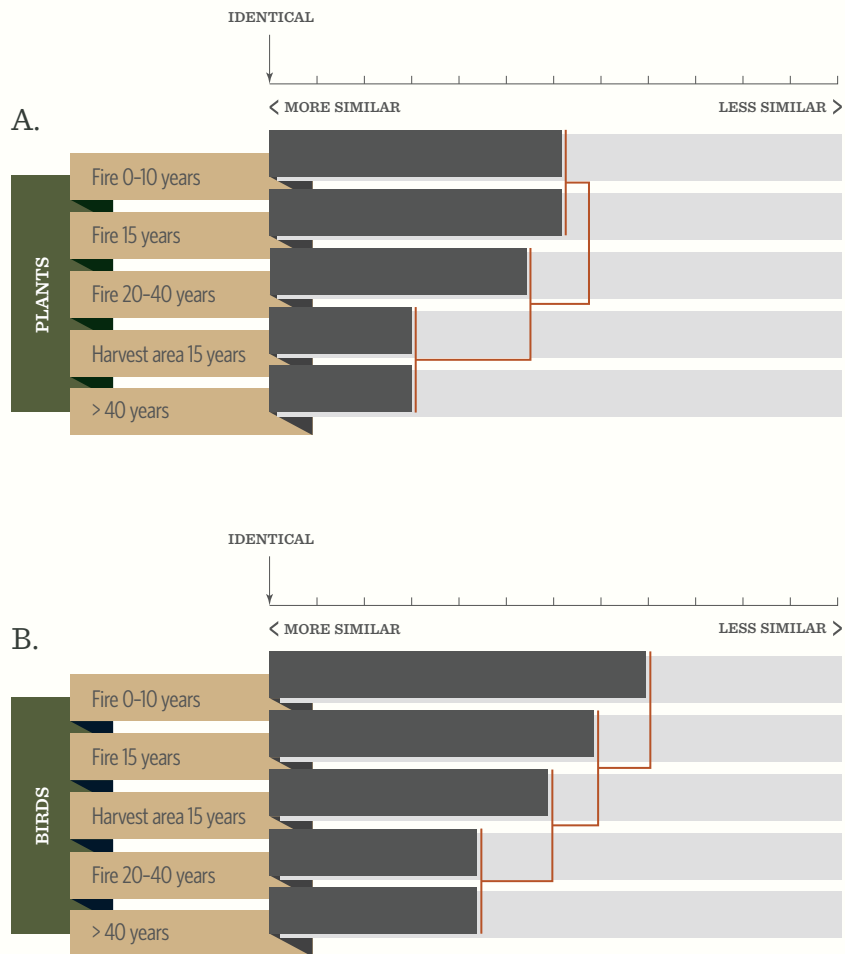 IDENTICAL
< MORE SIMILAR
LESS SIMILAR >
A.
PLANTS
Fire 0–10 years
Fire 15 years
Fire 20–40 years
Harvest area 15 years
> 40 years
IDENTICAL
< MORE SIMILAR
LESS SIMILAR >
B.
BIRDS
Fire 0–10 years
Fire 15 years
Harvest area 15 years
Fire 20–40 years
> 40 years